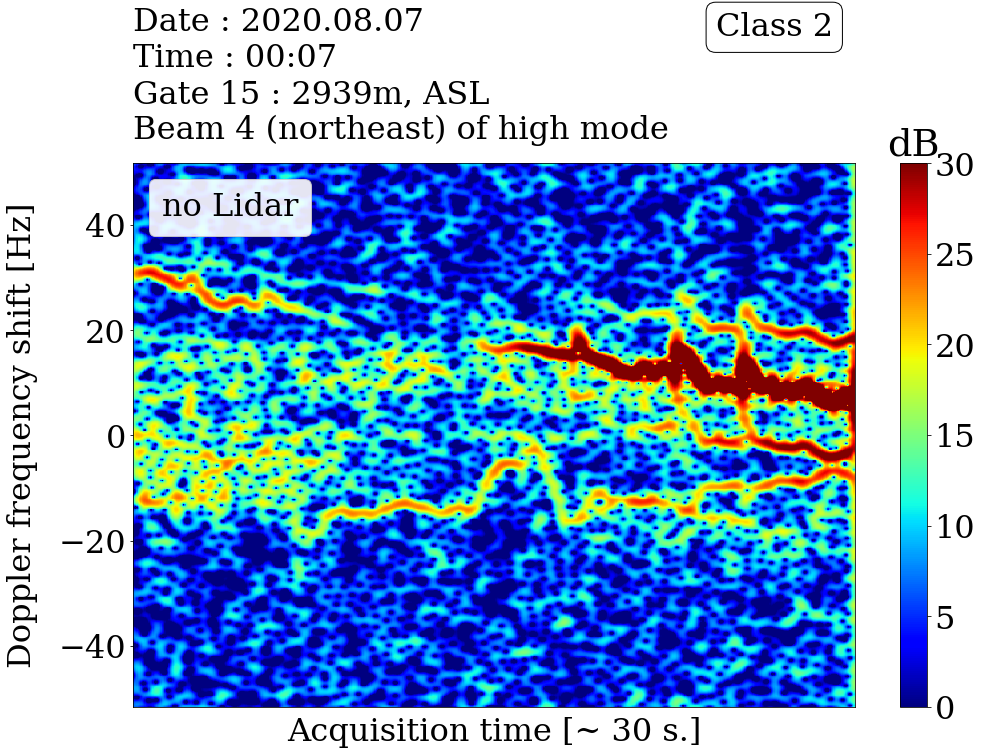 Date : 2020.08.07
Time : 00:07
Gate 15 : 2939m, ASL
Beam 4 (northeast) of high mode
Class 2
dB
no Lidar
Doppler frequency shift [Hz]
40
20
0
−20
−40
Acquisition time [~ 30 s.]
30
25
20
15
10
5
0